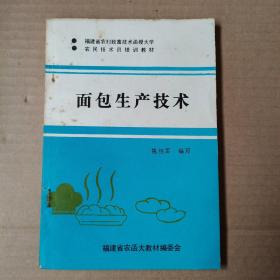 福建省农村致富技术函授大学
农民技术员培训教材
面包生产技术
编写
福建省农函大教材编委会